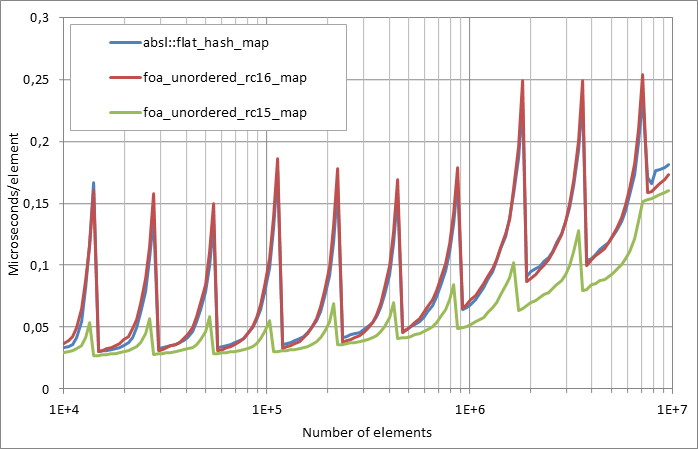 0,3
0,25
0,2
0,15
0,1
0,05
0
Microseconds/element
absl::flat_hash_map
foa_unordered_rc16_map
foa_unordered_rc15_map
1E+4 1E+5 1E+6 1E+7
Number of elements